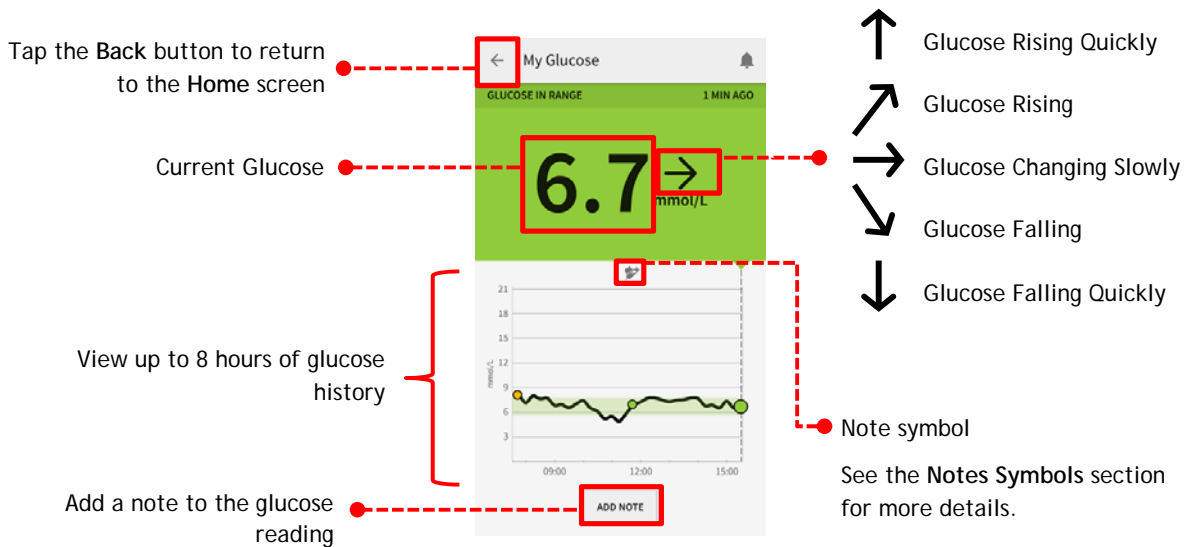 Tap the Back button to return
to the Home screen
Current Glucose
View up to 8 hours of glucose
history
Add a note to the glucose
reading
My Glucose
GLUCOSE IN RANGE
1 MIN AGO
6.7
mmol/L
21
18
15
12
9
6
3
mmol/L
09:00
12:00
15:00
ADD NOTE
Glucose Rising Quickly
Glucose Rising
Glucose Changing Slowly
Glucose Falling
Glucose Falling Quickly
Note symbol
See the Notes Symbols section
for more details.